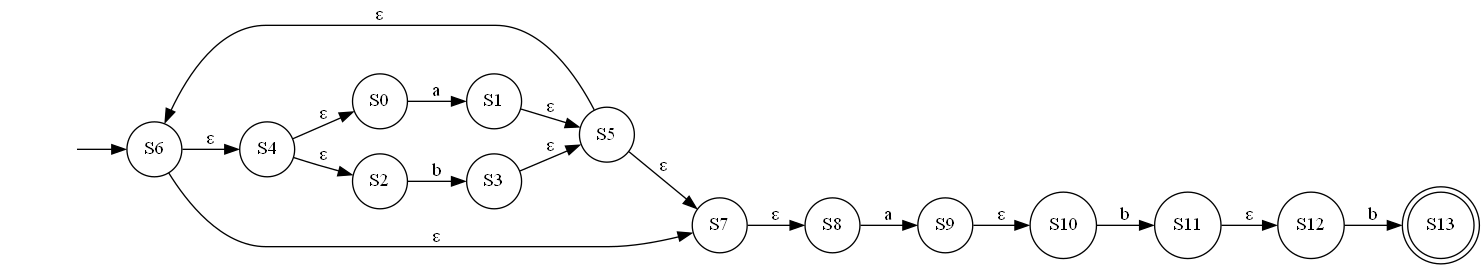 ε
S0 a S1
ε ε
S6 ε S4 S5
ε ε ε
S2 b S3
S7 ε S8 a S9 ε S10 b S11 ε S12 b S13
ε